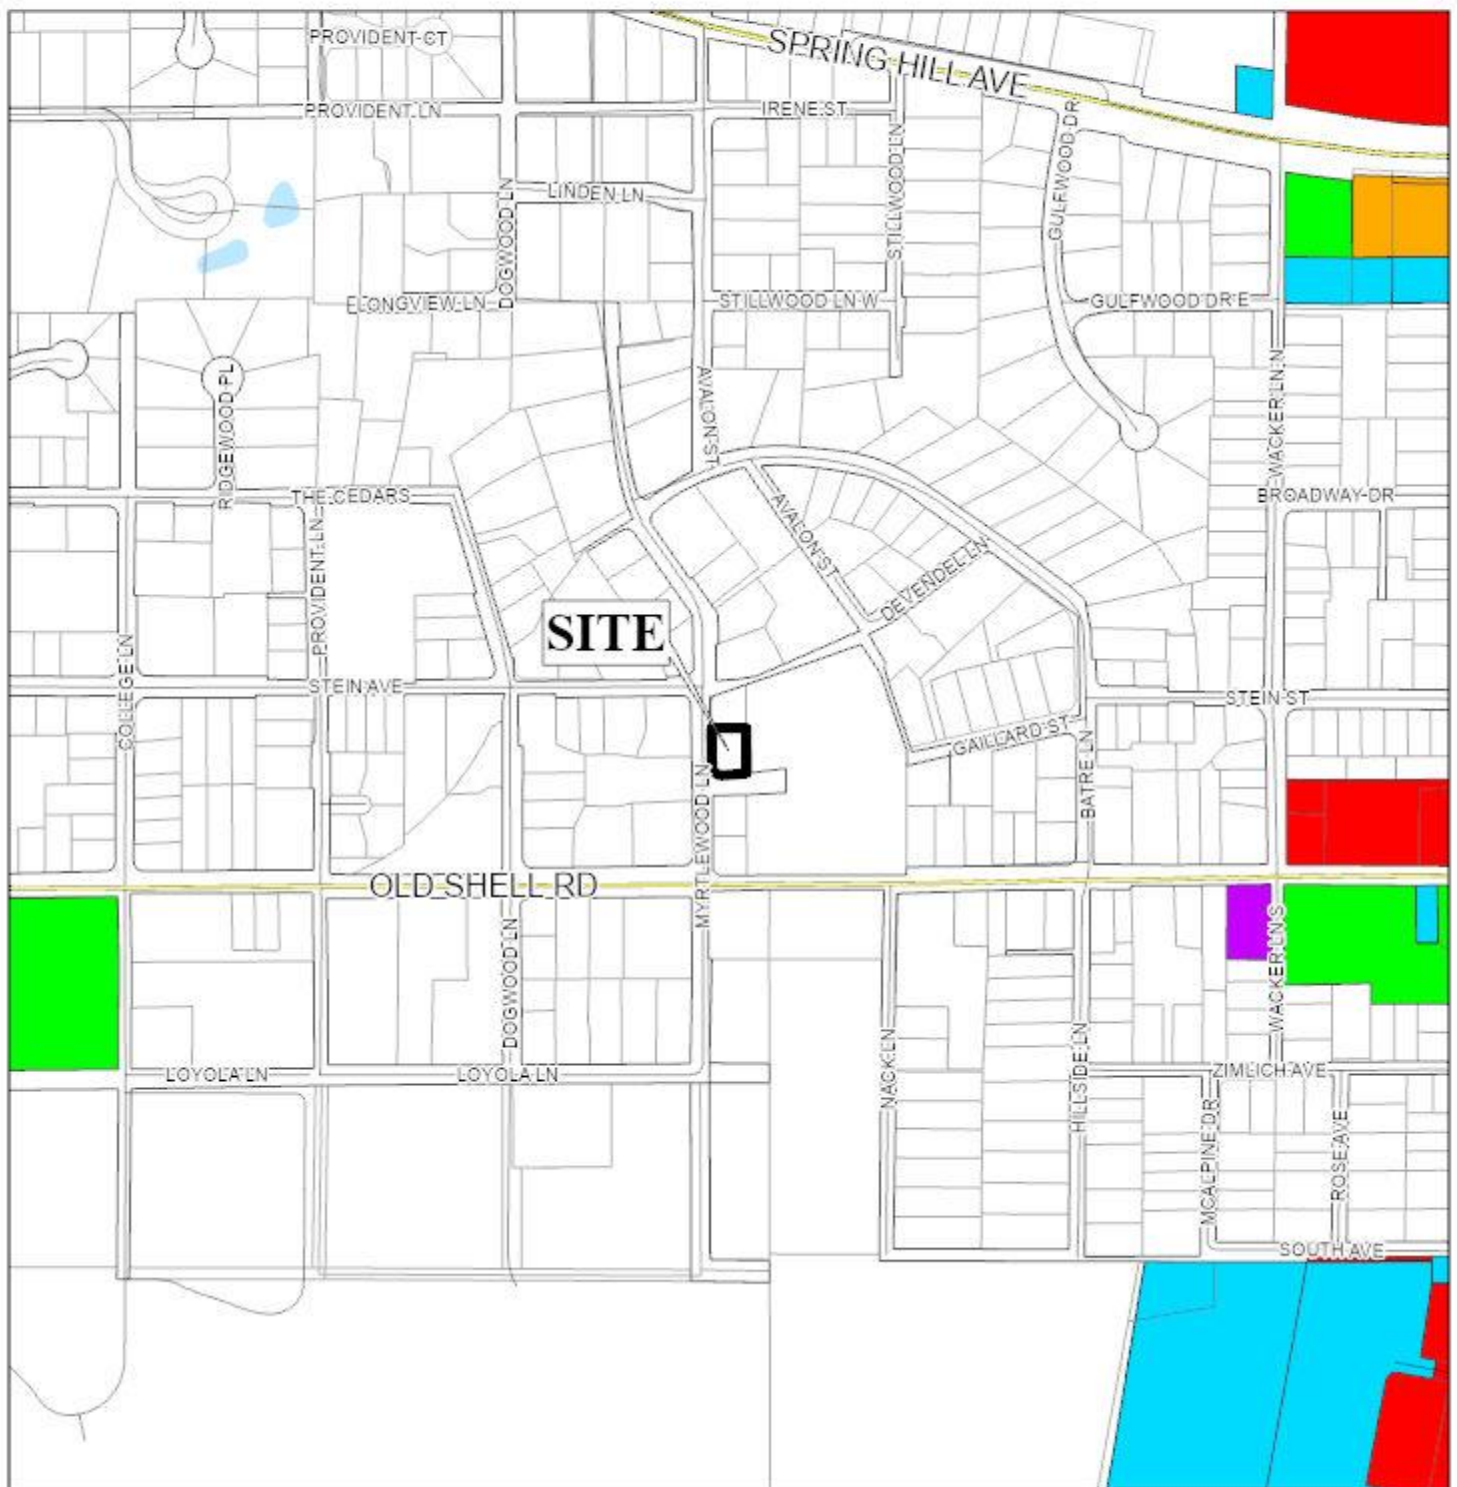 PROVIDENT CT
SPRING HILL AVE
PROVIDENT LN
IRENE ST
GULFWOOD DR
STILLWOOD LN
LINDEN LN
DOGWOOD LN
LONGVIEW LN
STILLWOOD LN W
GULFWOOD DR E
RIDGEWOOD PL
AVALON ST
WACKER LN N
THE CEDARS
BROADWAY DR
PROVIDENT LN
AVALON ST
DEVENDEL LN
SITE
COLLEGE LN
STEIN AVE
STEIN ST
GAILLARD ST
BATRE LN
MYRTLEWOOD LN
OLD SHELL RD
DOGWOOD LN
WACKER LN S
NACK LN
HILLSIDE LN
LOYOLA LN
LOYOLA LN
ZIMLICH AVE
MCALPINE DR
ROSE AVE
SOUTH AVE